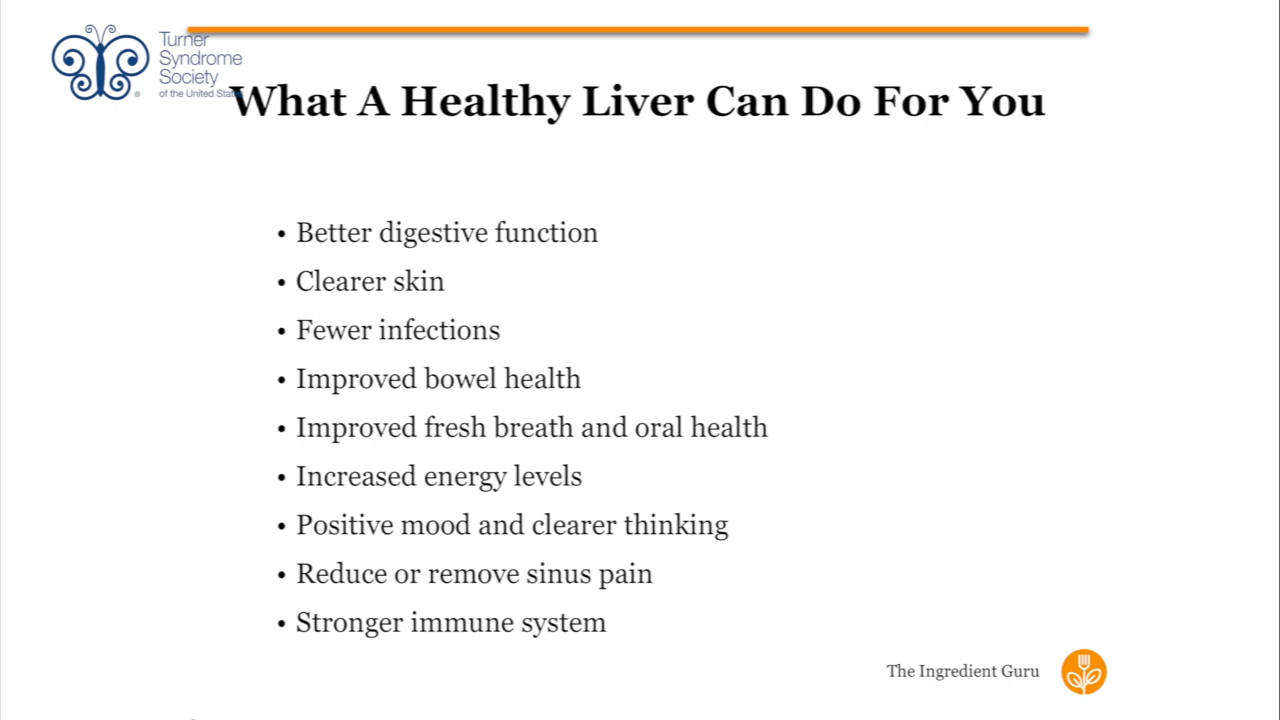 Turner
Syndrome
Society
of the United States
What A Healthy Liver Can Do For You
• Better digestive function
• Clearer skin
• Fewer infections
• Improved bowel health
• Improved fresh breath and oral health
• Increased energy levels
• Positive mood and clearer thinking
• Reduce or remove sinus pain
• Stronger immune system
The Ingredient Guru